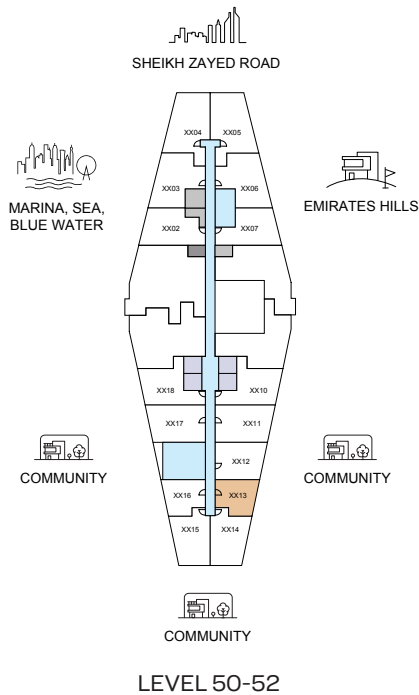 SHEIKH ZAYED ROAD
XX04 XX05
MARINA, SEA,
BLUE WATER
EMIRATES HILLS
XX03 XX06
XX02 XX07
XX18 XX10
XX17 XX11
XX12
COMMUNITY
COMMUNITY
XX16 XX13
XX15 XX14
COMMUNITY
LEVEL 50-52